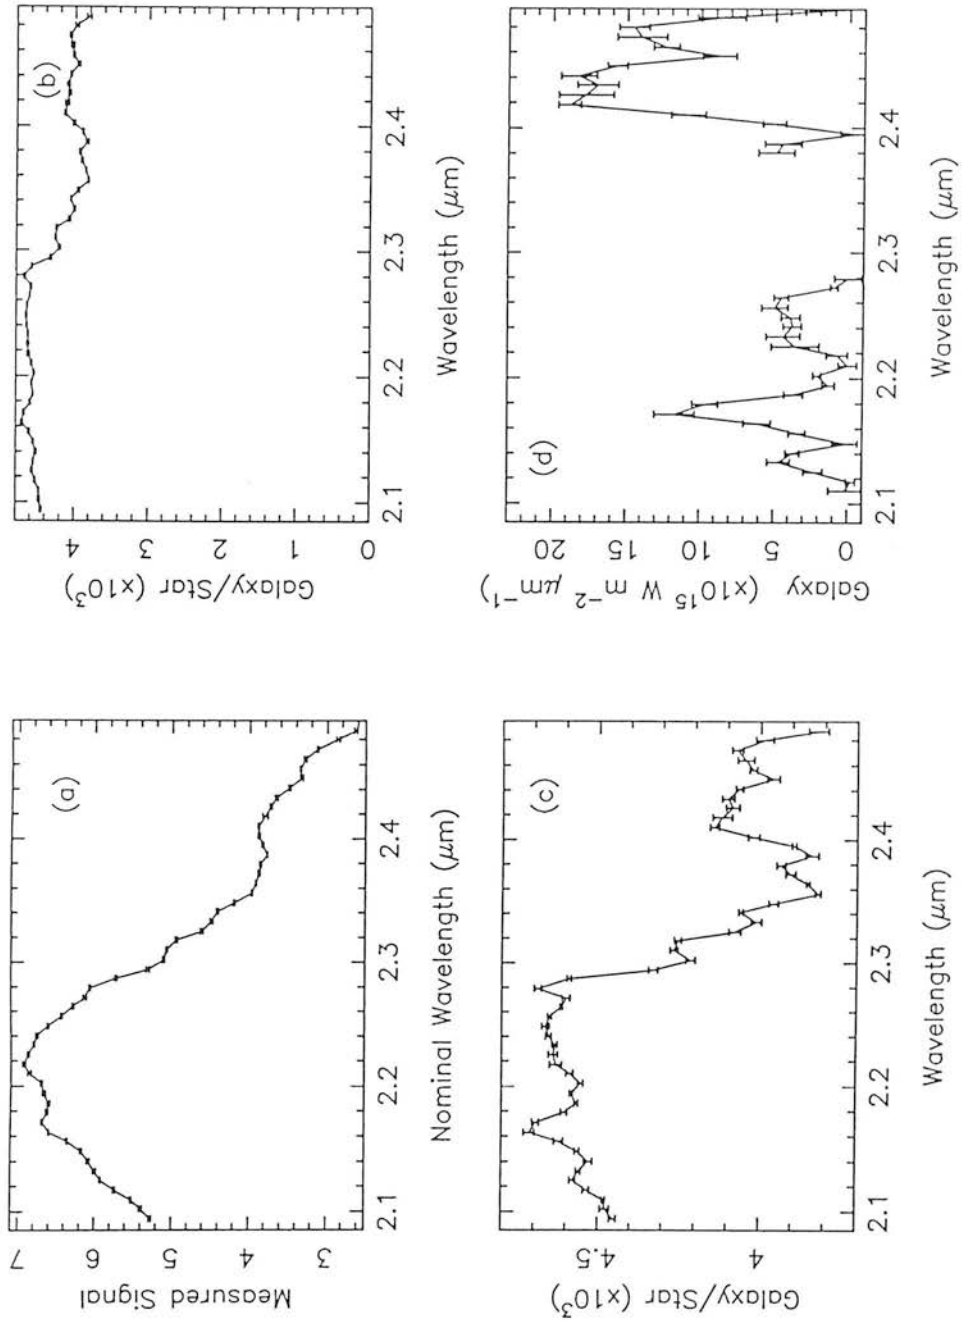 (a)
Measured Signal
7
6
5
4
3
2.1
2.2
2.3
2.4
Nominal Wavelength (μm)
(b)
Galaxy/Star (x10³)
4
3
2
1
0
2.1
2.2
2.3
2.4
Wavelength (μm)
(c)
Galaxy/Star (x10³)
4.5
4
2.1
2.2
2.3
2.4
Wavelength (μm)
(d)
Galaxy (x10¹⁵ W m⁻² μm⁻¹)
20
15
10
5
0
2.1
2.2
2.3
2.4
Wavelength (μm)